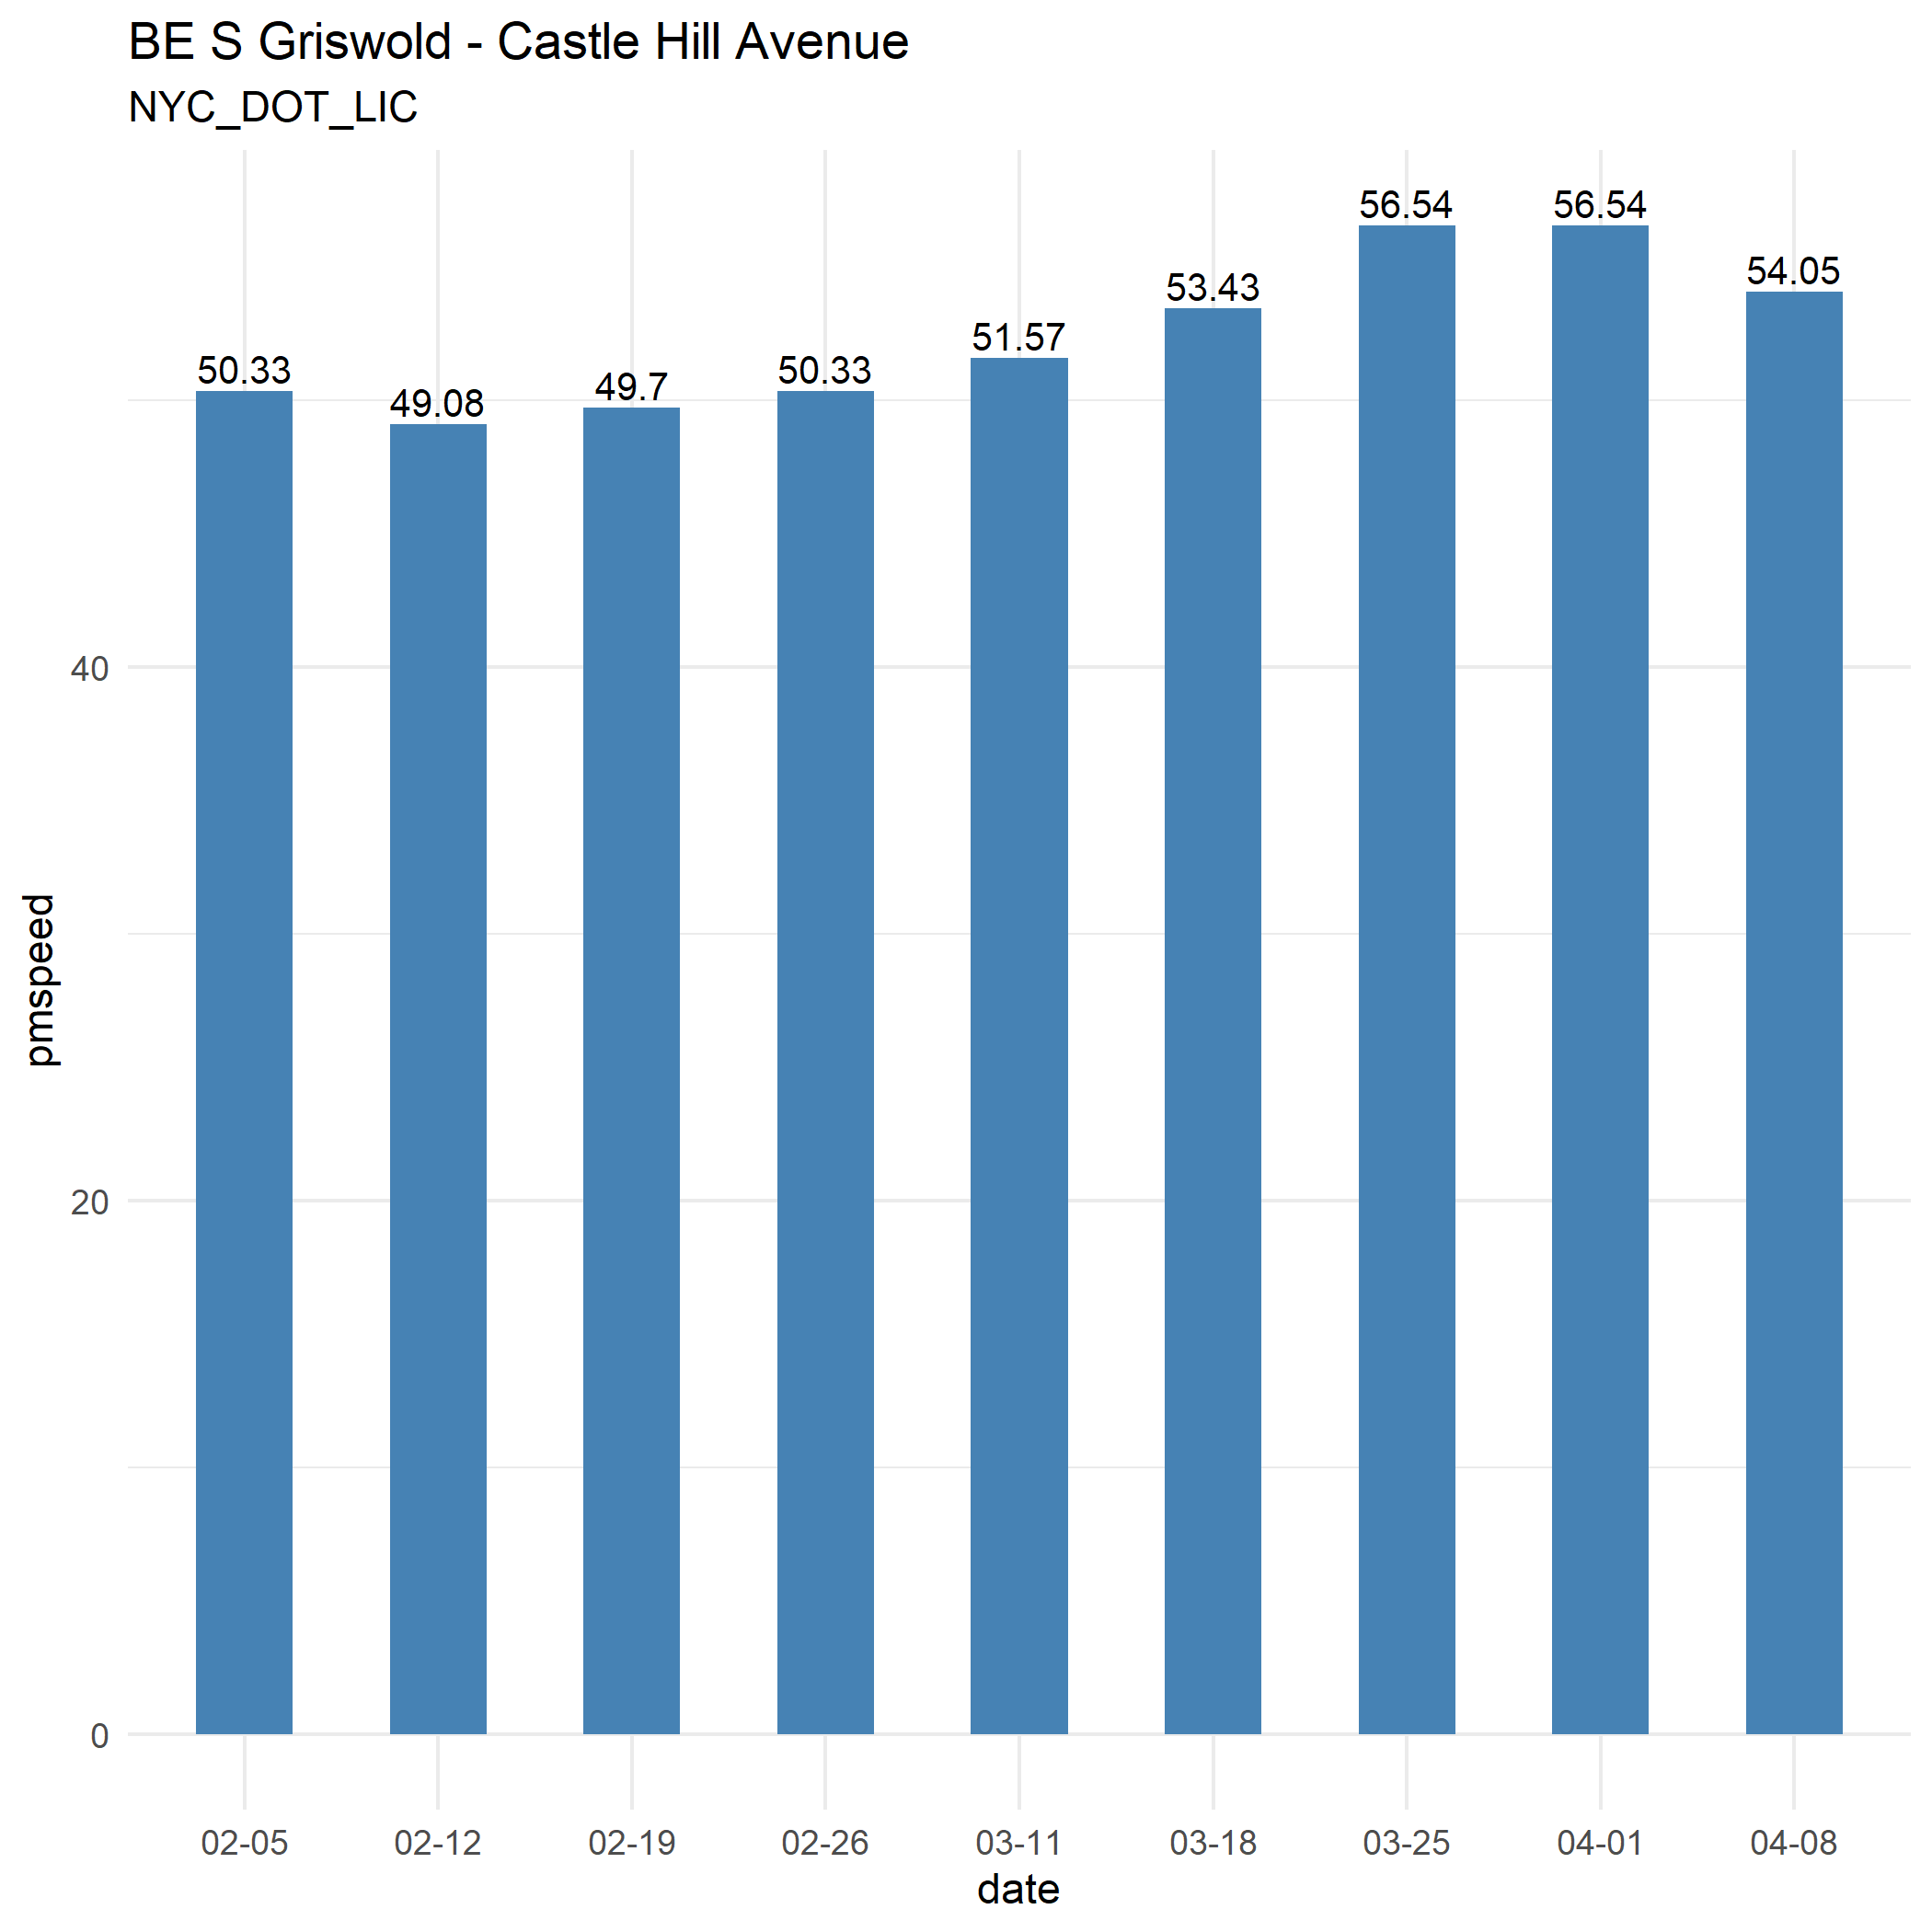 BE S Griswold - Castle Hill Avenue
NYC_DOT_LIC
50.33
49.08
49.7
50.33
51.57
53.43
56.54
56.54
54.05
40
20
0
pmspeed
02-05 02-12 02-19 02-26 03-11 03-18 03-25 04-01 04-08
date